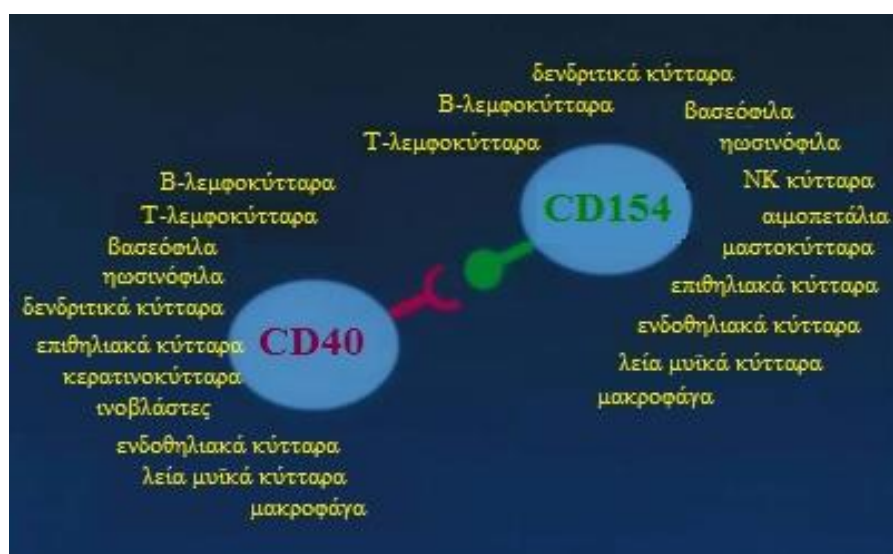 δενδριτικά κύτταρα
Β-λεμφοκύτταρα
Τ-λεμφοκύτταρα
βασεόφιλα
ηωσινόφιλα
NK κύτταρα
αιμοπετάλια
μαστοκύτταρα
επιθηλιακά κύτταρα
ενδοθηλιακά κύτταρα
λεία μυϊκά κύτταρα
μακροφάγα
CD154
Β-λεμφοκύτταρα
Τ-λεμφοκύτταρα
βασεόφιλα
ηωσινόφιλα
δενδριτικά κύτταρα
επιθηλιακά κύτταρα
κερατινοκύτταρα
ινοβλάστες
ενδοθηλιακά κύτταρα
λεία μυϊκά κύτταρα
μακροφάγα
CD40